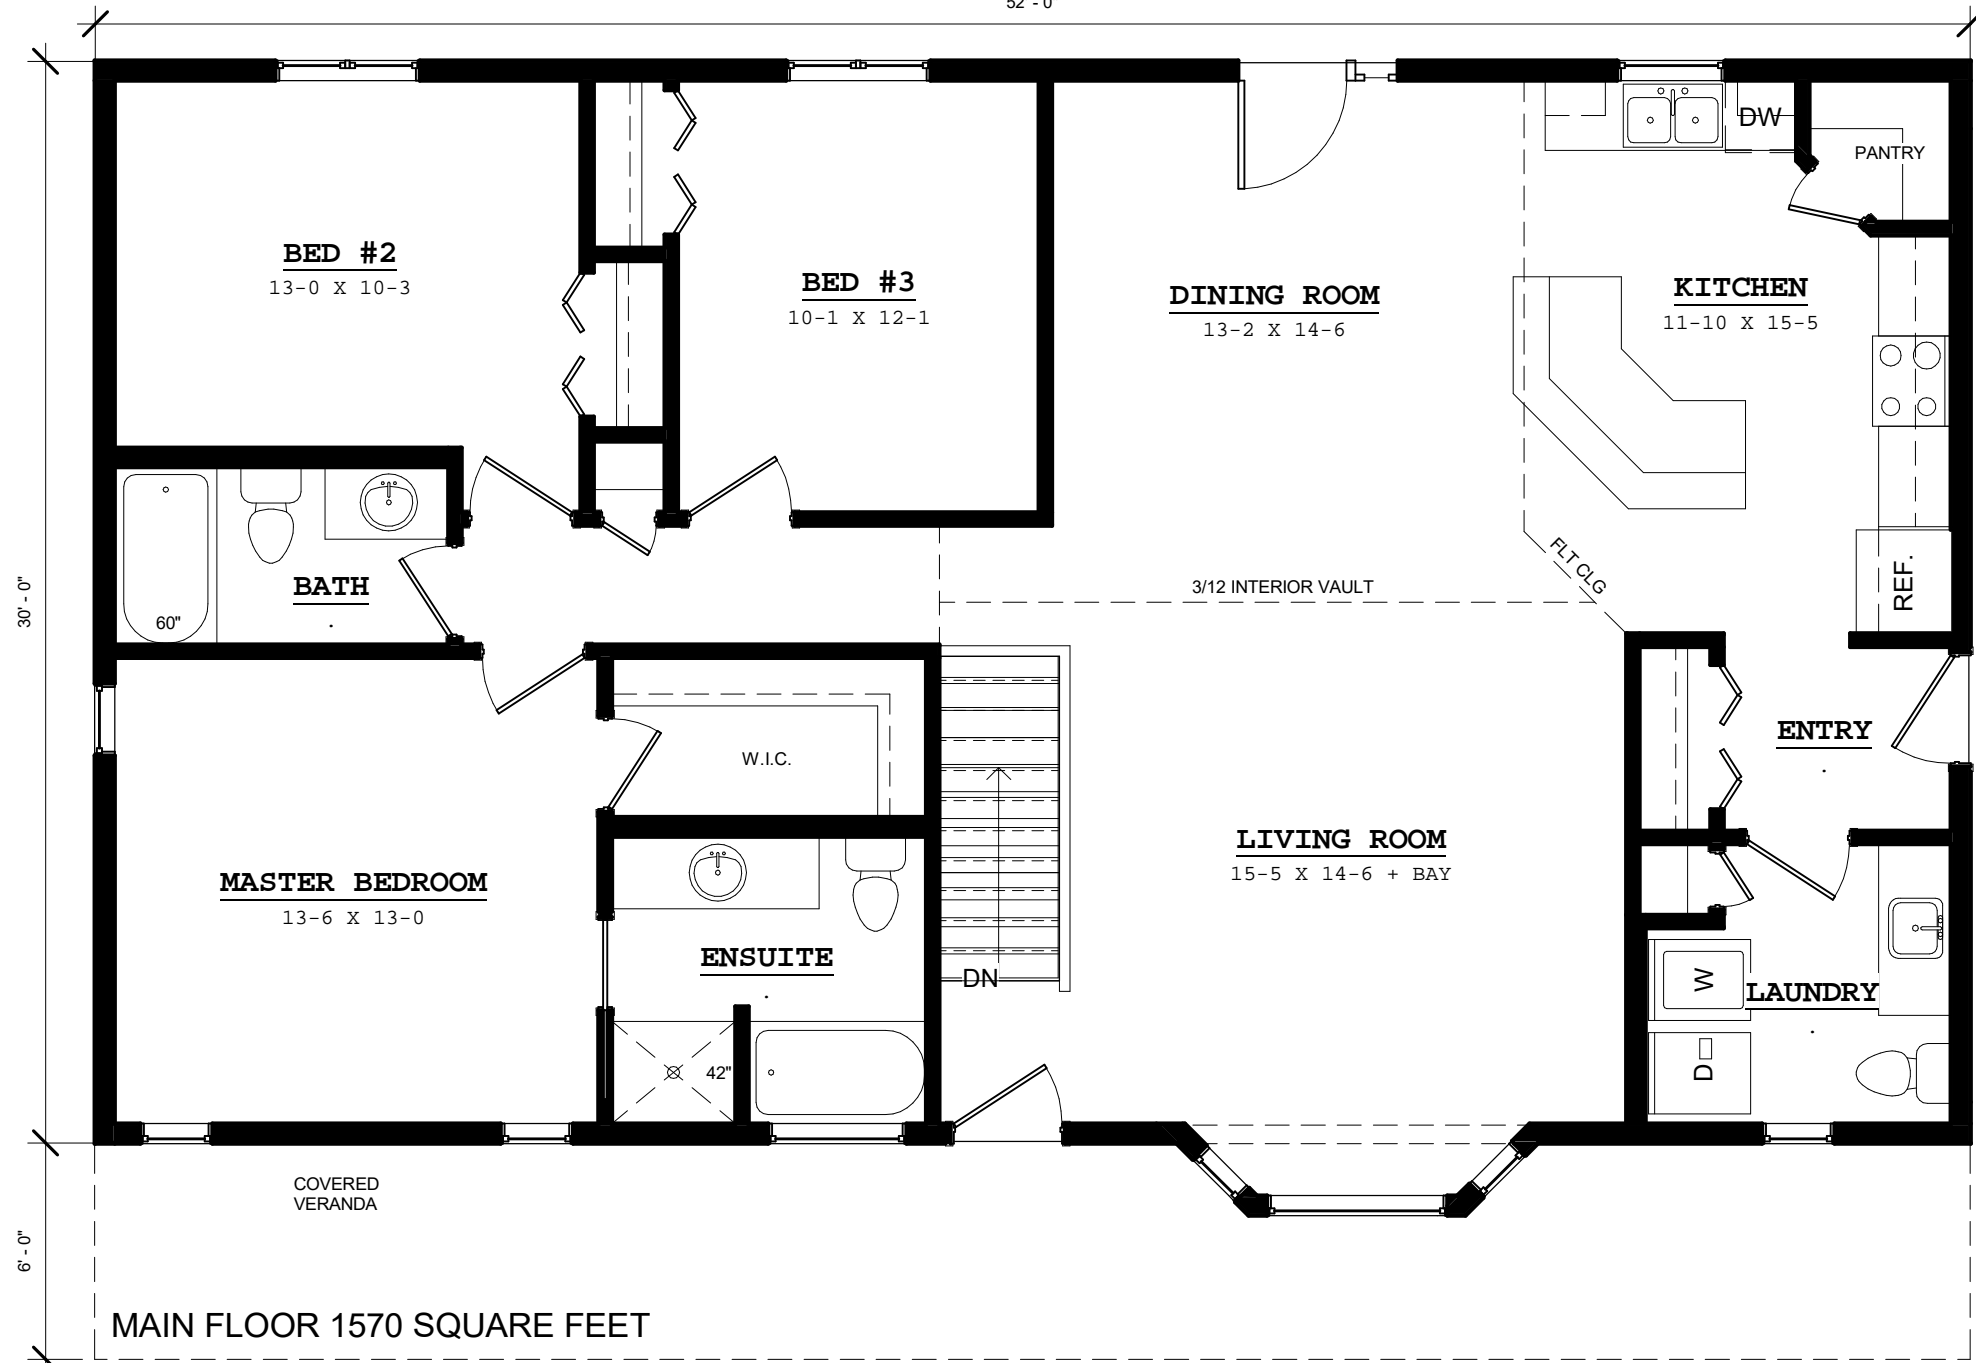 52' - 0"
DW
PANTRY
BED #2
13-0 X 10-3
BED #3
10-1 X 12-1
DINING ROOM
13-2 X 14-6
KITCHEN
11-10 X 15-5
FLT CLG
3/12 INTERIOR VAULT
REF.
30' - 0"
BATH
60"
W.I.C.
ENTRY
LIVING ROOM
15-5 X 14-6 + BAY
MASTER BEDROOM
13-6 X 13-0
ENSUITE
DN
W
LAUNDRY
42"
D
COVERED
VERANDA
6' - 0"
MAIN FLOOR 1570 SQUARE FEET